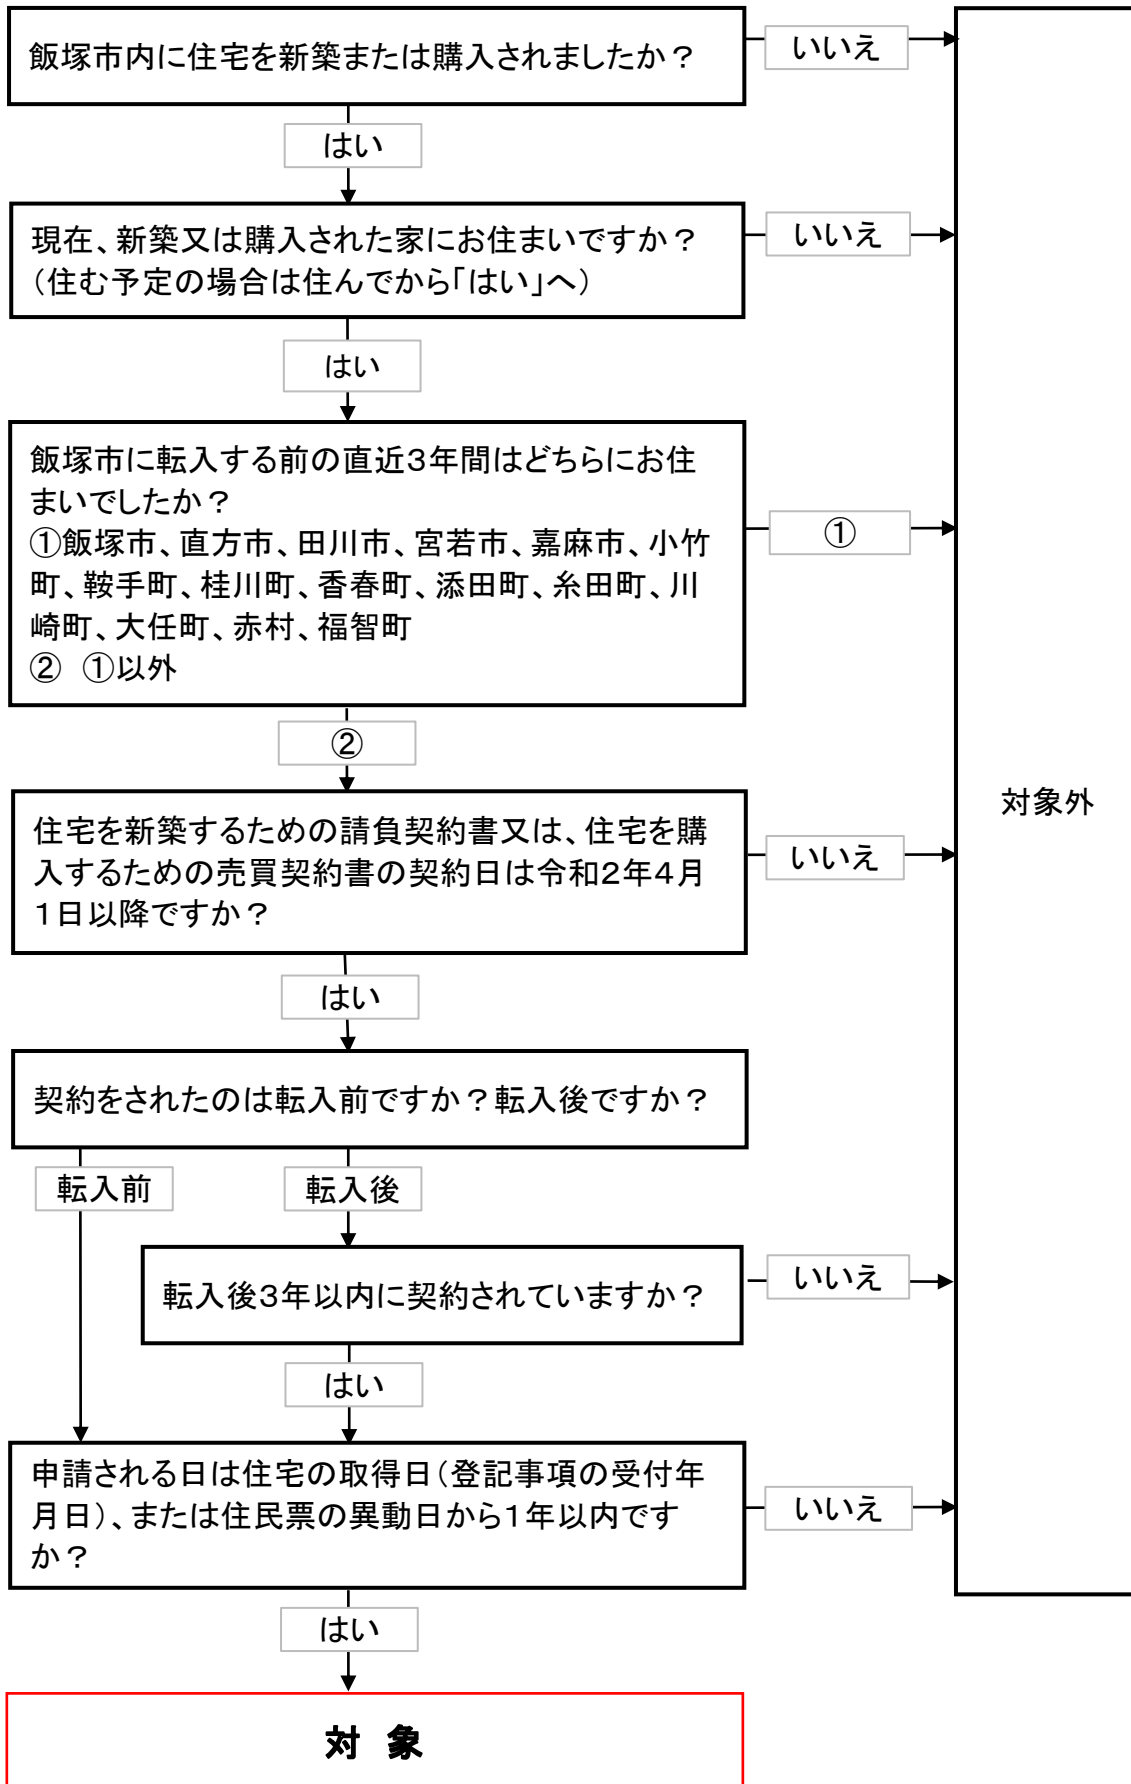 飯塚市内に住宅を新築または購入されましたか？
いいえ
はい
現在、新築又は購入された家にお住まいですか？
（住む予定の場合は住んでから「はい」へ）
いいえ
はい
飯塚市に転入する前の直近3年間はどちらにお住
まいでしたか？
①飯塚市、直方市、田川市、宮若市、嘉麻市、小竹
町、鞍手町、桂川町、香春町、添田町、糸田町、川
崎町、大任町、赤村、福智町
②　①以外
①
②
対象外
住宅を新築するための請負契約書又は、住宅を購
入するための売買契約書の契約日は令和2年4月
1日以降ですか？
いいえ
はい
契約をされたのは転入前ですか？転入後ですか？
転入前
転入後
転入後3年以内に契約されていますか？
いいえ
はい
申請される日は住宅の取得日（登記事項の受付年
月日）、または住民票の異動日から1年以内です
か？
いいえ
はい
対 象